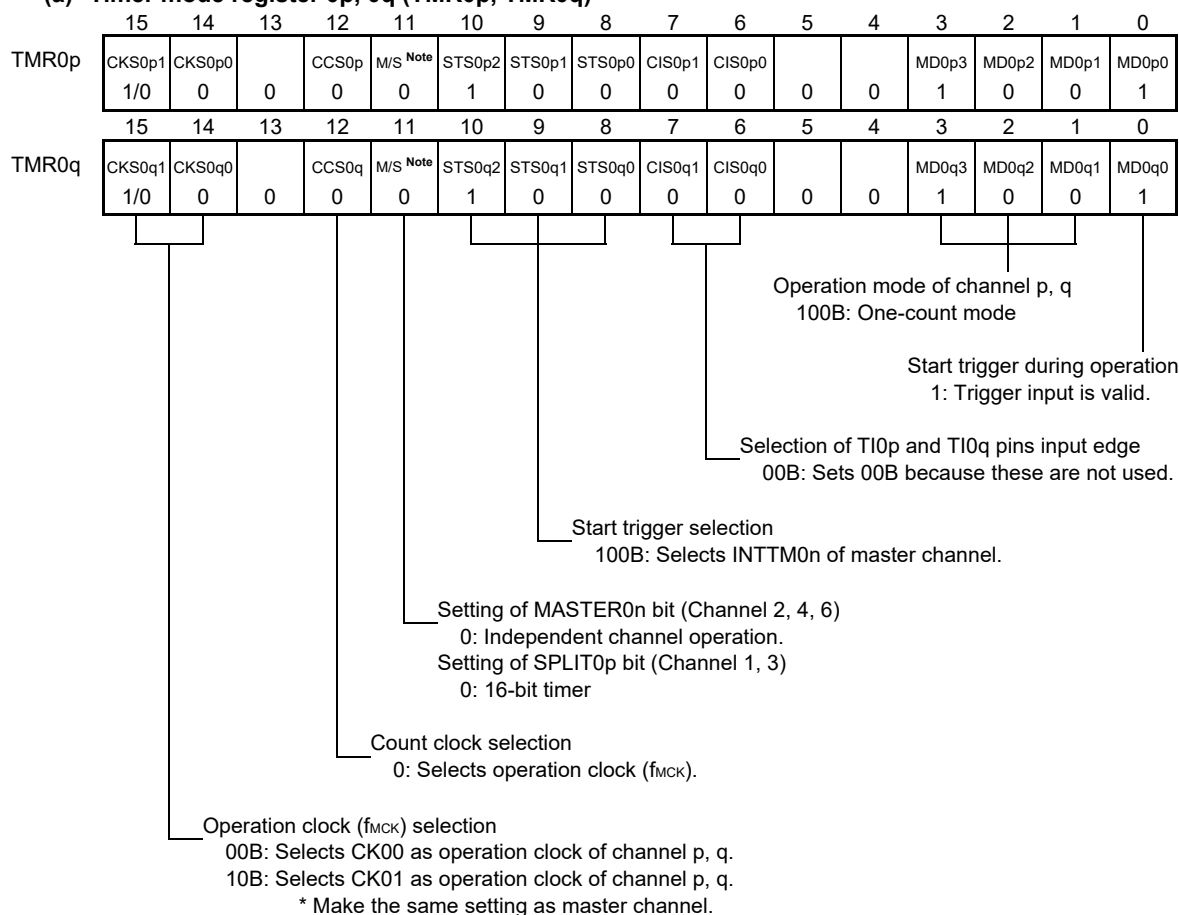 (a) Timer mode register 0p, 0q (TMR0p, TMR0q)
15 14 13 12 11 10 9 8 7 6 5 4 3 2 1 0
TMR0p CKS0p1 CKS0p0 CCS0p M/S Note STS0p2 STS0p1 STS0p0 CIS0p1 CIS0p0 MD0p3 MD0p2 MD0p1 MD0p0
1/0 0 0 0 0 1 0 0 0 0 0 0 1 0 0 1
15 14 13 12 11 10 9 8 7 6 5 4 3 2 1 0
TMR0q CKS0q1 CKS0q0 CCS0q M/S Note STS0q2 STS0q1 STS0q0 CIS0q1 CIS0q0 MD0q3 MD0q2 MD0q1 MD0q0
1/0 0 0 0 0 1 0 0 0 0 0 0 1 0 0 1
Operation mode of channel p, q
100B: One-count mode
Start trigger during operation
1: Trigger input is valid.
Selection of TI0p and TI0q pins input edge
00B: Sets 00B because these are not used.
Start trigger selection
100B: Selects INTTM0n of master channel.
Setting of MASTER0n bit (Channel 2, 4, 6)
0: Independent channel operation.
Setting of SPLIT0p bit (Channel 1, 3)
0: 16-bit timer
Count clock selection
0: Selects operation clock (fMCK).
Operation clock (fMCK) selection
00B: Selects CK00 as operation clock of channel p, q.
10B: Selects CK01 as operation clock of channel p, q.
* Make the same setting as master channel.